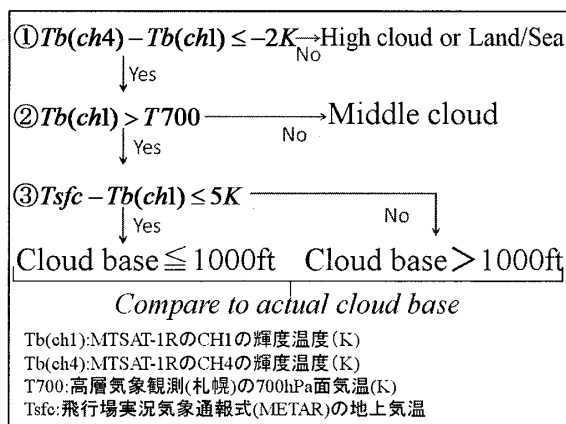 ①Tb(ch4)−Tb(ch1)≤−2K→High cloud or Land/Sea
No
Yes
②Tb(ch1)>T700 Middle cloud
No
Yes
③Tsfc−Tb(ch1)≤5K
Yes No
Cloud base≦1000ft Cloud base＞1000ft
Compare to actual cloud base
Tb(ch1):MTSAT-1RのCH1の輝度温度(K)
Tb(ch4):MTSAT-1RのCH4の輝度温度(K)
T700:高層気象観測(札幌)の700hPa面気温(K)
Tsfc:飛行場実況気象通報式(METAR)の地上気温